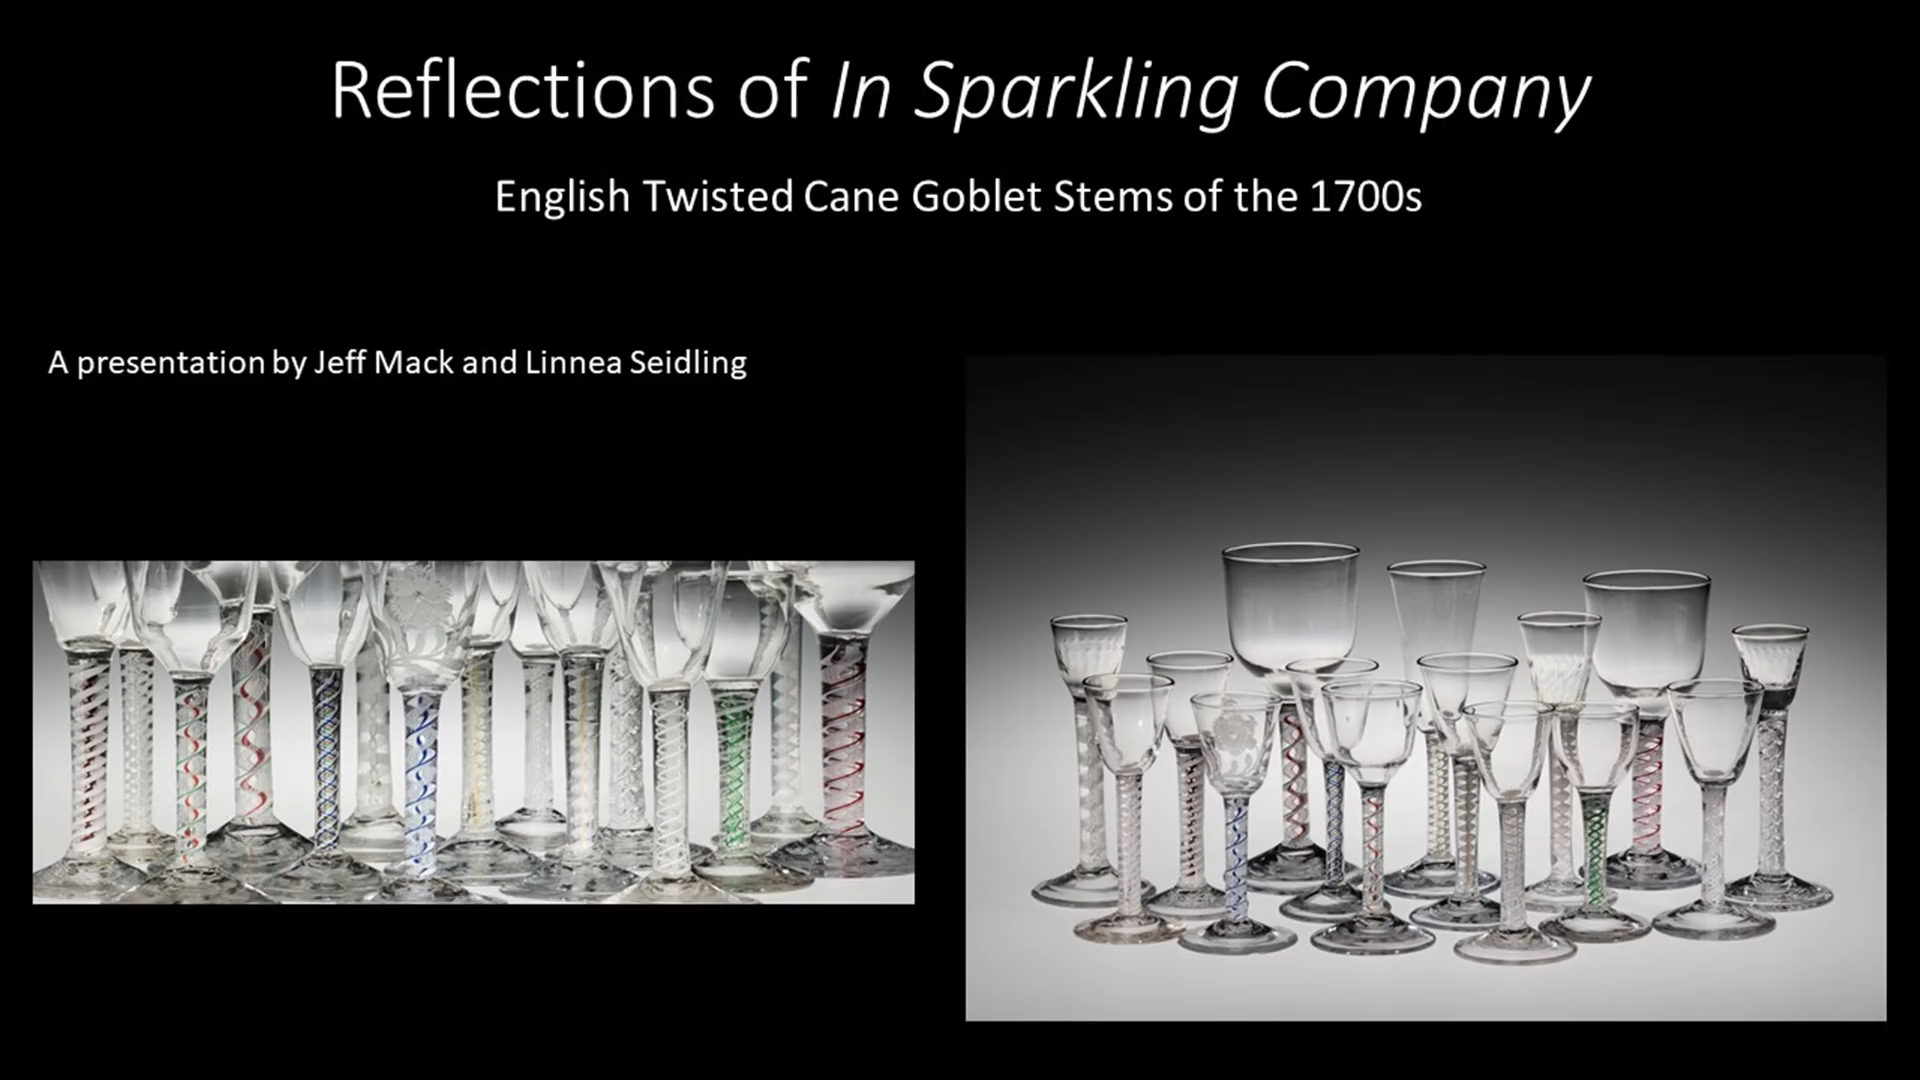 Reflections of In Sparkling Company
English Twisted Cane Goblet Stems of the 1700s
A presentation by Jeff Mack and Linnea Seidling